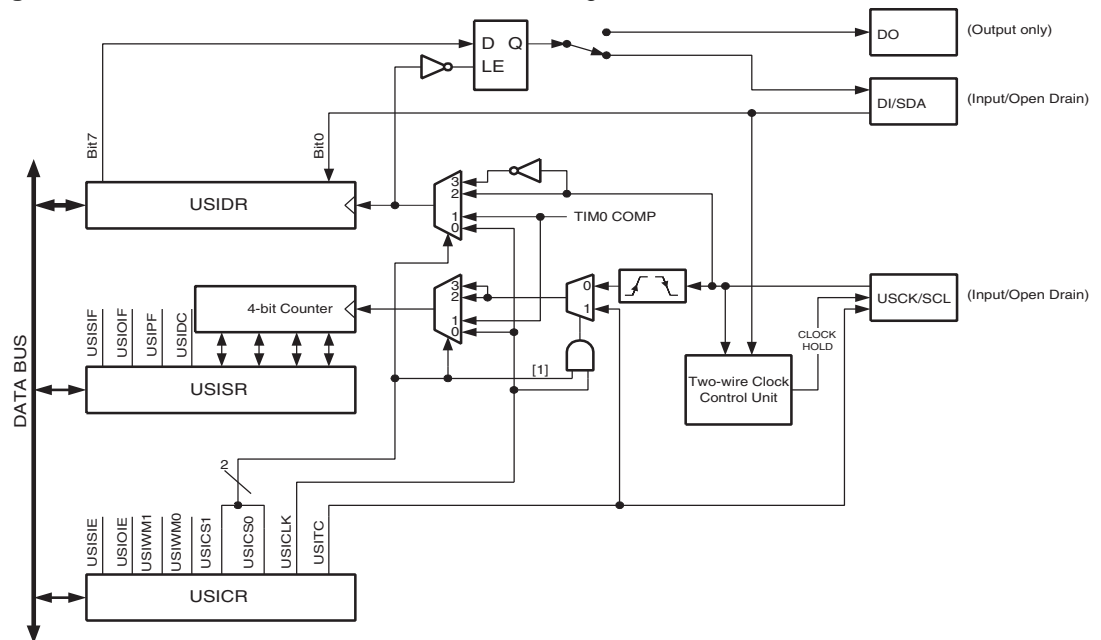 D Q
LE
DO
(Output only)
DI/SDA
(Input/Open Drain)
Bit7
Bit0
USIDR
3
2
1
0
TIM0 COMP
4-bit Counter
3
2
1
0
0
1
USCK/SCL
(Input/Open Drain)
CLOCK
HOLD
USISIF
USIOIF
USIPF
USIDC
USISR
[1]
Two-wire Clock
Control Unit
DATA BUS
2
USISIE
USIOIE
USIWM1
USIWM0
USICS1
USICS0
USICLK
USITC
USICR